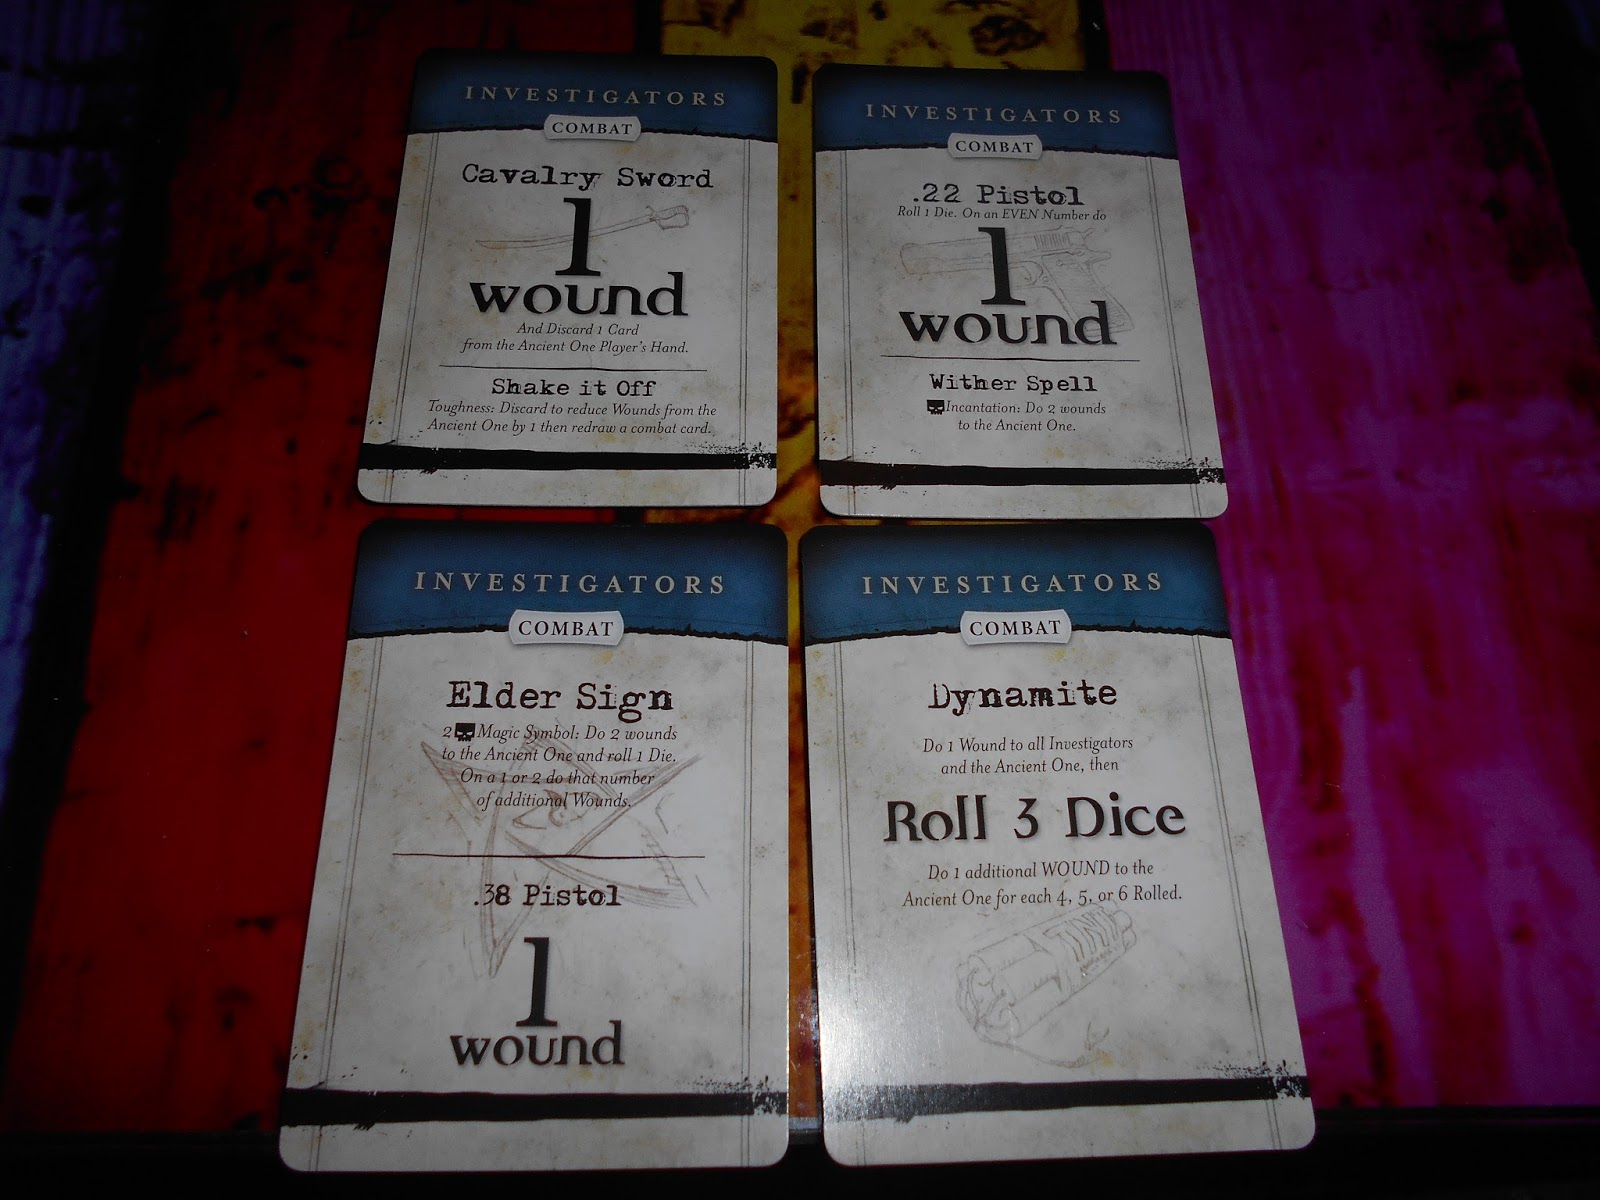 INVESTIGATORS
COMBAT
Cavalry Sword
1
wound
And Discard 1 Card
from the Ancient One Player's Hand.
Shake it Off
Toughness: Discard to reduce Wounds from the
Ancient One by 1 then redraw a combat card.
INVESTIGATORS
COMBAT
.22 Pistol
Roll 1 Die. On an EVEN Number do
1
wound
Wither Spell
Incantation: Do 2 wounds
to the Ancient One.
INVESTIGATORS
COMBAT
Elder Sign
2 Magic Symbol: Do 2 wounds
to the Ancient One and roll 1 Die.
On a 1 or 2 do that number
of additional Wounds.
.38 Pistol
1
wound
INVESTIGATORS
COMBAT
Dynamite
Do 1 Wound to all Investigators
and the Ancient One, then
Roll 3 Dice
Do 1 additional WOUND to the
Ancient One for each 4, 5, or 6 Rolled.
TNT